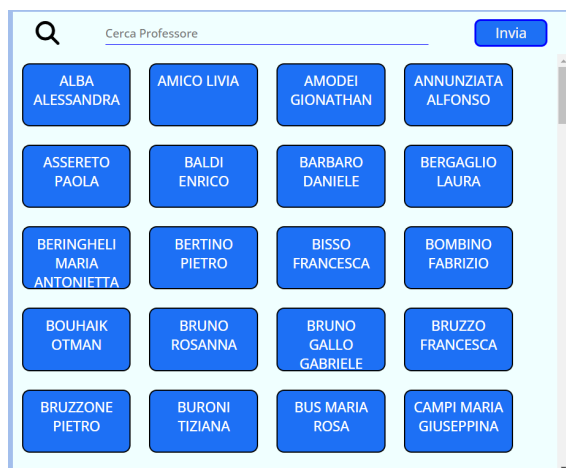 Cerca Professore
Invia
ALBA
ALESSANDRA
AMICO LIVIA
AMODEI
GIONATHAN
ANNUNZIATA
ALFONSO
ASSERETO
PAOLA
BALDI
ENRICO
BARBARO
DANIELE
BERGAGLIO
LAURA
BERINGHELI
MARIA
ANTONIETTA
BERTINO
PIETRO
BISSO
FRANCESCA
BOMBINO
FABRIZIO
BOUHAIK
OTMAN
BRUNO
ROSANNA
BRUNO
GALLO
GABRIELE
BRUZZO
FRANCESCA
BRUZZONE
PIETRO
BURONI
TIZIANA
BUS MARIA
ROSA
CAMPI MARIA
GIUSEPPINA